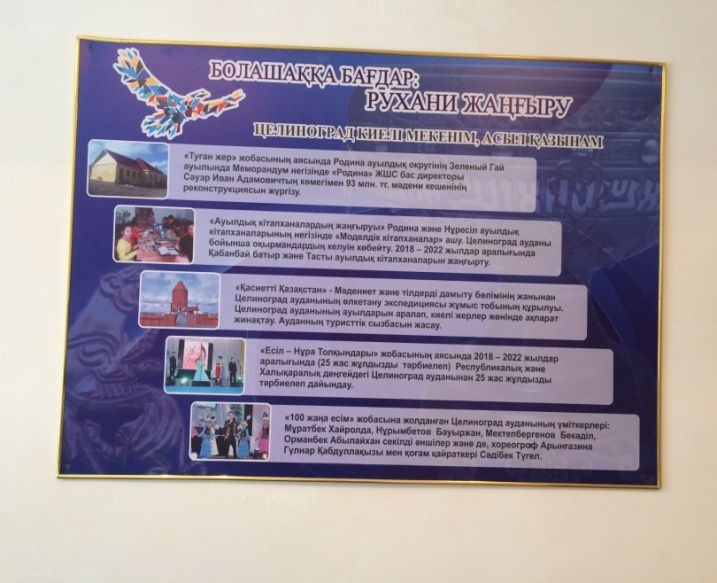 БОЛАШАҚҚА БАҒДАР:
РУХАНИ ЖАҢҒЫРУ
ЦЕЛИНОГРАД КИЕЛІ МЕКЕНІМ, АСЫЛ ҚАЗЫНАМ
«Туған жер» жобасының аясында Родина ауылдық округінің Зеленый Гай
ауылында Меморандум негізінде «Родина» ЖШС бас директоры
Сауэр Иван Адамовичтың көмегімен 93 млн. тг. мәдени кешенінің
реконструкциясын жүргізу.
«Ауылдық кітапханалардың жаңғыруы» Родина және Нұресіл ауылдық
кітапханаларының негізінде «Моделдік кітапханалар» ашу. Целиноград ауданы
бойынша оқырмандардың келуін көбейту. 2018 – 2022 жылдар аралығында
Қабанбай батыр және Тасты ауылдық кітапханаларын жаңғырту.
«Қасиетті Қазақстан» - Мәдениет және тілдерді дамыту бөлімінің жанынан
Целиноград ауданының өлкетану экспедициясы жұмыс тобының құрылуы.
Целиноград ауданының ауылдарын аралап, киелі жерлер жөнінде ақпарат
жинақтау. Ауданның туристтік сызбасын жасау.
«Есіл – Нұра Толқындары» жобасының аясында 2018 – 2022 жылдар
аралығында (25 жас жұлдызды тәрбиелеп) Республикалық және
Халықаралық деңгейдегі Целиноград ауданынан 25 жас жұлдызды
тәрбиелеп дайындау.
«100 жаңа есім» жобасына жолданған Целиноград ауданының үміткерлері:
Мұратбек Хайролда, Нұрымбетов Бауыржан, Мектепбергенов Бекәділ,
Орманбек Абылайхан секілді әншілер және де, хореограф Арынғазина
Гүлнар Қабдуллақызы мен қоғам қайраткері Сәдібек Түгел.